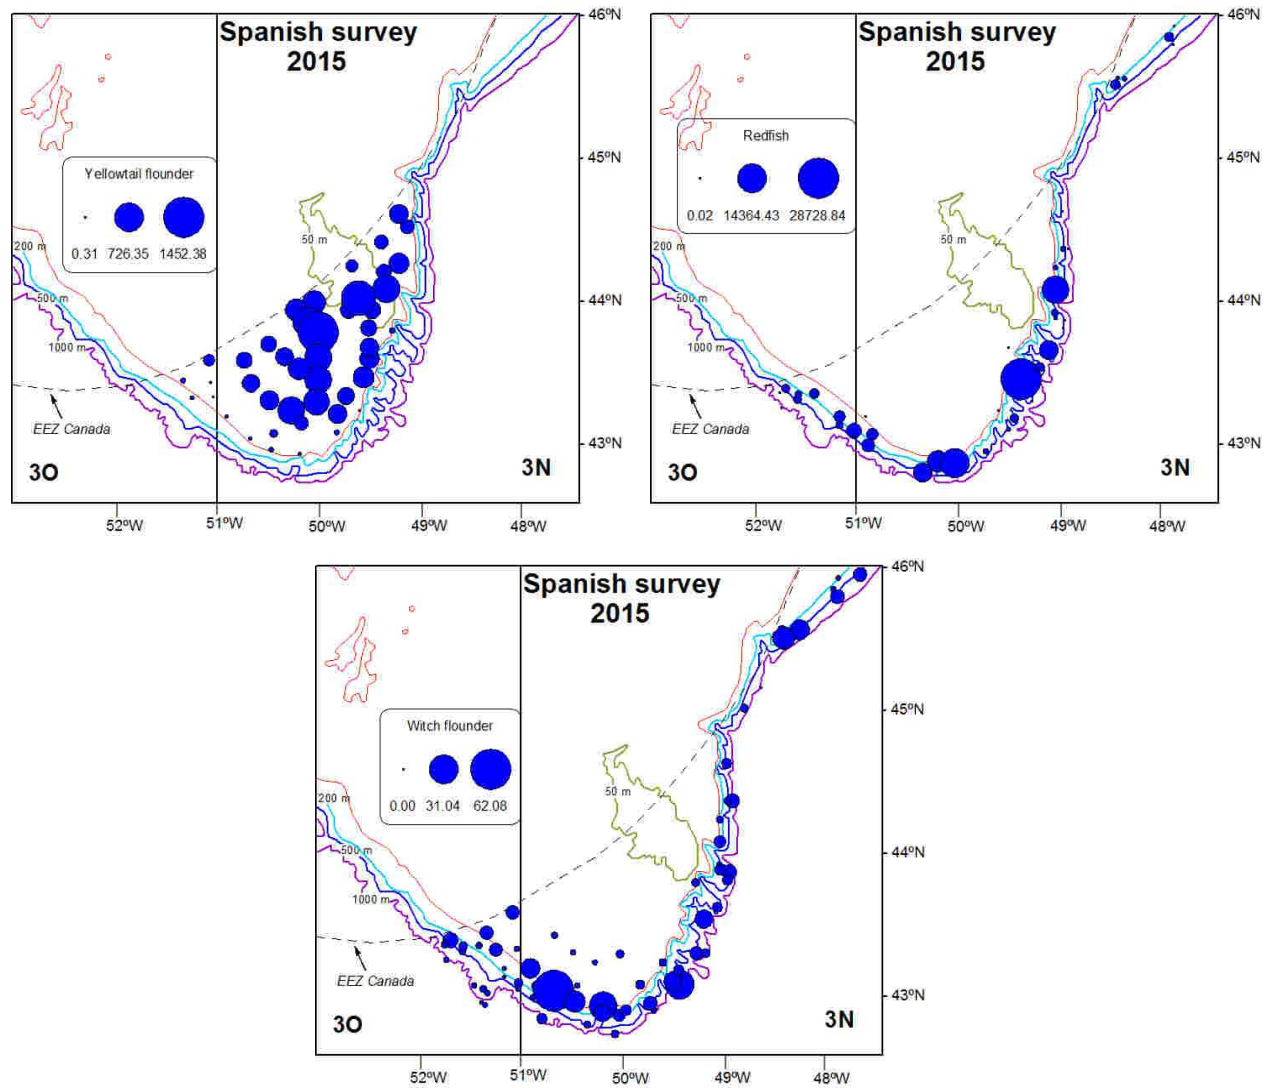 Spanish survey
2015
46ºN
45ºN
44ºN
43ºN
Yellowtail flounder
0.31 726.35 1452.38
50 m
200 m
500 m
1000 m
EEZ Canada
3O
3N
52ºW 51ºW 50ºW 49ºW 48ºW
Spanish survey
2015
46ºN
45ºN
44ºN
43ºN
Redfish
0.02 14364.43 28728.84
50 m
200 m
500 m
1000 m
EEZ Canada
3O
3N
52ºW 51ºW 50ºW 49ºW 48ºW
Spanish survey
2015
46ºN
45ºN
44ºN
43ºN
Witch flounder
0.00 31.04 62.08
50 m
200 m
500 m
1000 m
EEZ Canada
3O
3N
52ºW 51ºW 50ºW 49ºW 48ºW